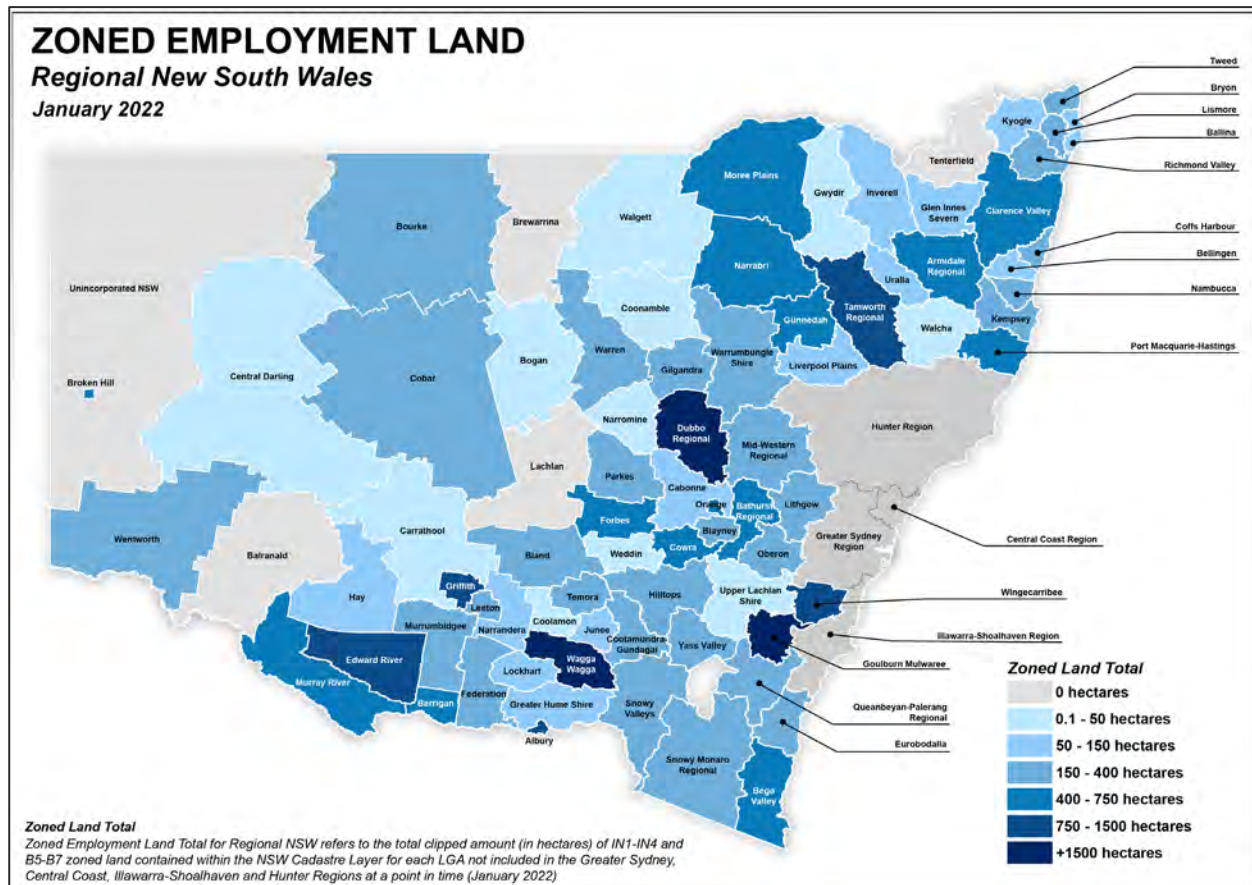 ZONED EMPLOYMENT LAND
Regional New South Wales
January 2022
Tweed
Bryon
Lismore
Ballina
Richmond Valley
Coffs Harbour
Bellingen
Nambucca
Port Macquarie-Hastings
Central Coast Region
Wingecarribee
Illawarra-Shoalhaven Region
Goulburn Mulwaree
Queanbeyan-Palerang
Regional
Eurobodalla
Kyogle
Tenterfield
Moree Plains
Gwydir
Inverell
Glen Innes
Severn
Clarence Valley
Walgett
Brewarrina
Bourke
Unincorporated NSW
Narrabri
Armidale
Regional
Uralla
Tamworth
Regional
Coonamble
Gunnedah
Walcha
Kempsey
Bogan
Warren
Warrumbungle
Shire
Liverpool Plains
Gilgandra
Central Darling
Cobar
Broken Hill
Narromine
Dubbo
Regional
Hunter Region
Mid-Western
Regional
Lachlan
Parkes
Cabonne
Orange
Bathurst
Regional
Lithgow
Forbes
Blayney
Greater Sydney
Region
Wentworth
Balranald
Carrathool
Bland
Weddin
Cowra
Oberon
Griffith
Hay
Leeton
Temora
Hilltops
Upper Lachlan
Shire
Murrumbidgee
Narrandera
Coolamon
Junee
Cootamundra-
Gundagai
Yass Valley
Edward River
Wagga
Wagga
Lockhart
Murray River
Berrigan
Federation
Greater Hume Shire
Snowy
Valleys
Albury
Snowy Monaro
Regional
Bega
Valley
Zoned Land Total
0 hectares
0.1 - 50 hectares
50 - 150 hectares
150 - 400 hectares
400 - 750 hectares
750 - 1500 hectares
+1500 hectares
Zoned Land Total
Zoned Employment Land Total for Regional NSW refers to the total clipped amount (in hectares) of IN1-IN4 and
B5-B7 zoned land contained within the NSW Cadastre Layer for each LGA not included in the Greater Sydney,
Central Coast, Illawarra-Shoalhaven and Hunter Regions at a point in time (January 2022)